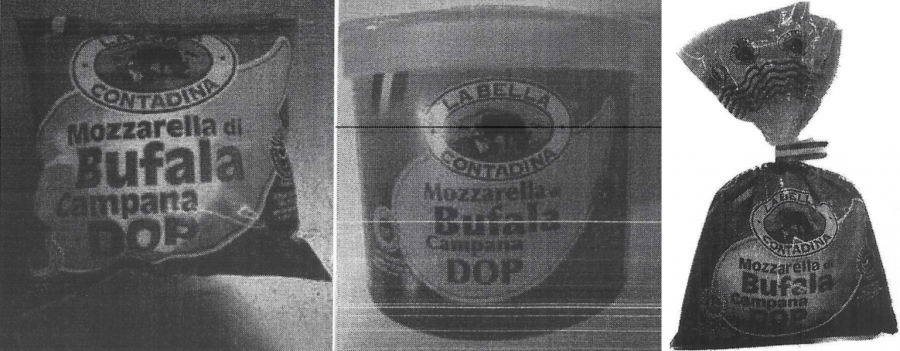 LA BELLA
CONTADINA
Mozzarella di
Bufala
Campana
DOP
LA BELLA
CONTADINA
Mozzarella di
Bufala
Campana
DOP
LA BELLA
CONTADINA
Mozzarella di
Bufala
Campana
DOP